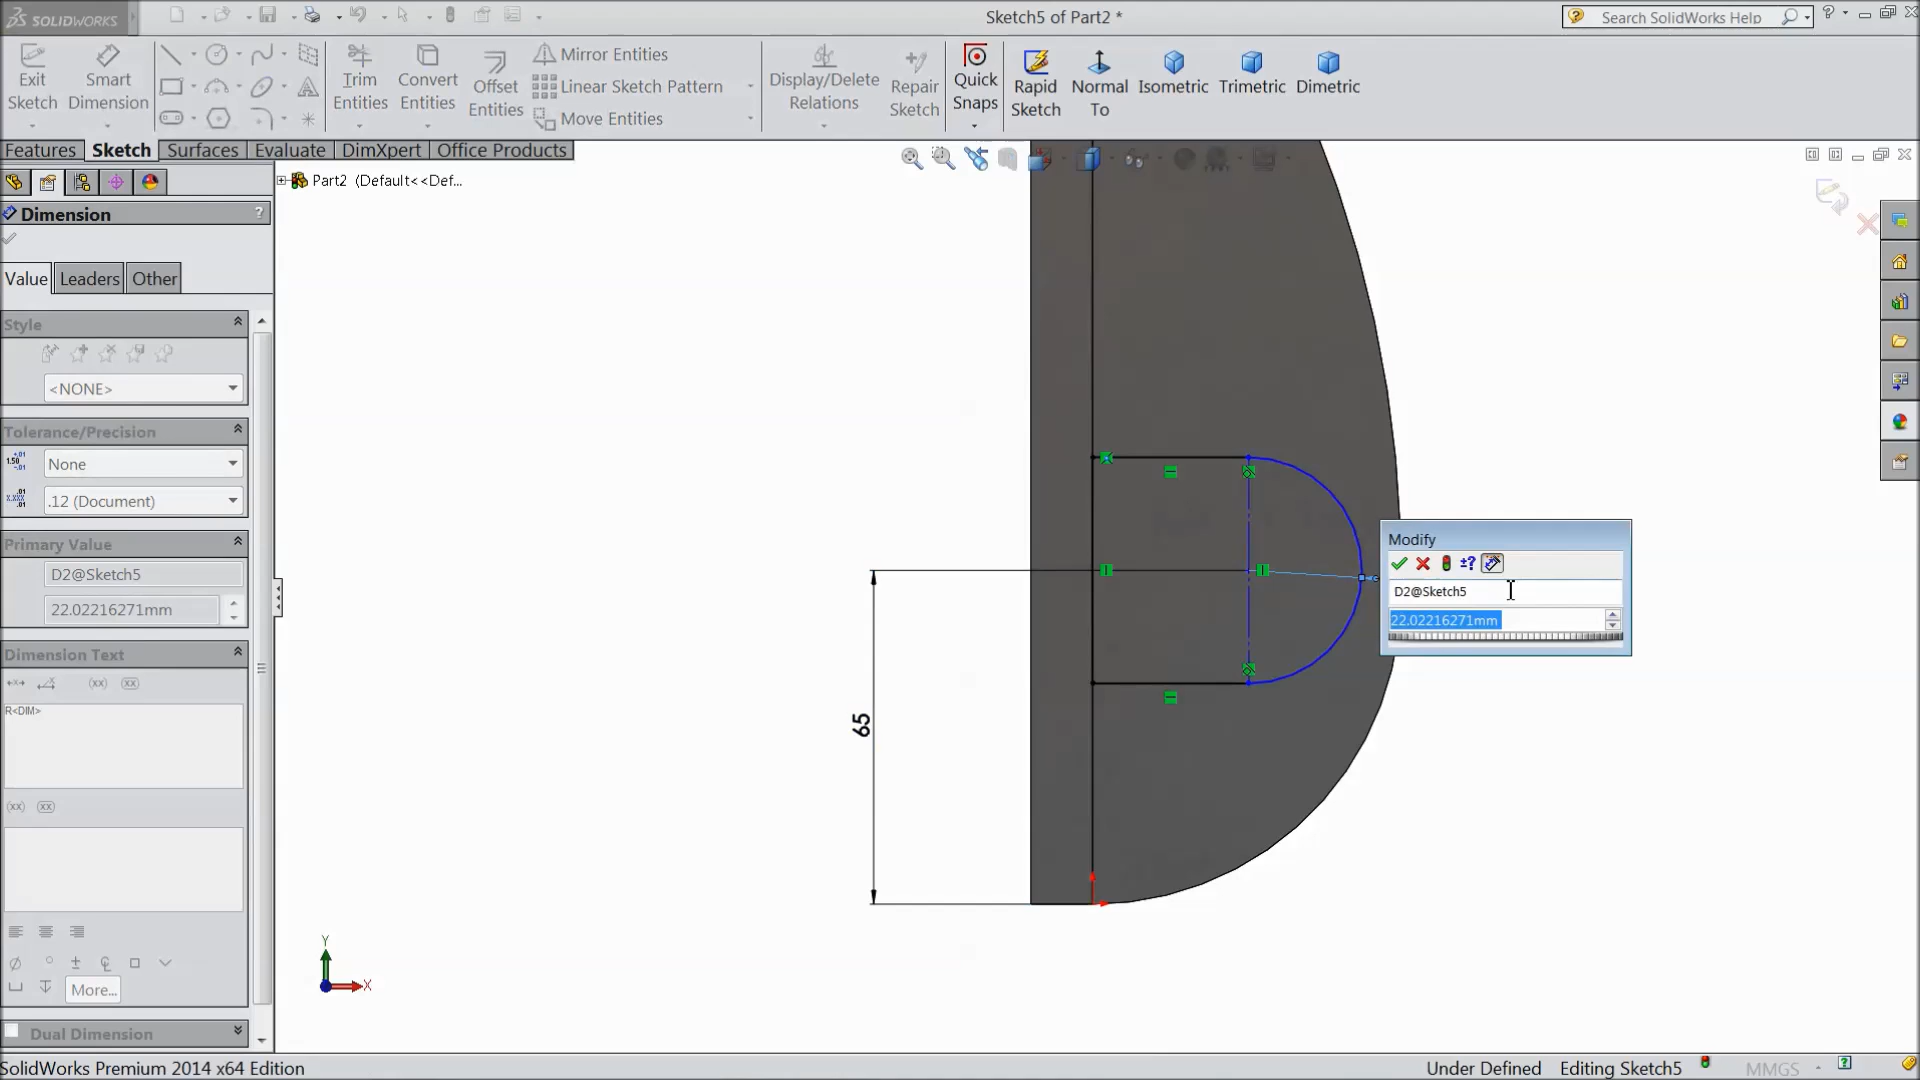 SOLIDWORKS
Sketch5 of Part2 *
Search SolidWorks Help
Exit Sketch
Smart Dimension
Trim Entities
Convert Entities
Offset Entities
Mirror Entities
Linear Sketch Pattern
Move Entities
Display/Delete Relations
Repair Sketch
Quick Snaps
Rapid Sketch
Normal To
Isometric
Trimetric
Dimetric
Features
Sketch
Surfaces
Evaluate
DimXpert
Office Products
Part2 (Default<<Def...
Dimension
?
Value
Leaders
Other
Style
<NONE>
Tolerance/Precision
None
.12 (Document)
Primary Value
D2@Sketch5
22.02216271mm
Dimension Text
(xx) (xx)
R<DIM>
(xx) (xx)
More...
Dual Dimension
65
Modify
D2@Sketch5
22.02216271mm
Y
X
SolidWorks Premium 2014 x64 Edition
Under Defined
Editing Sketch5
MMGS